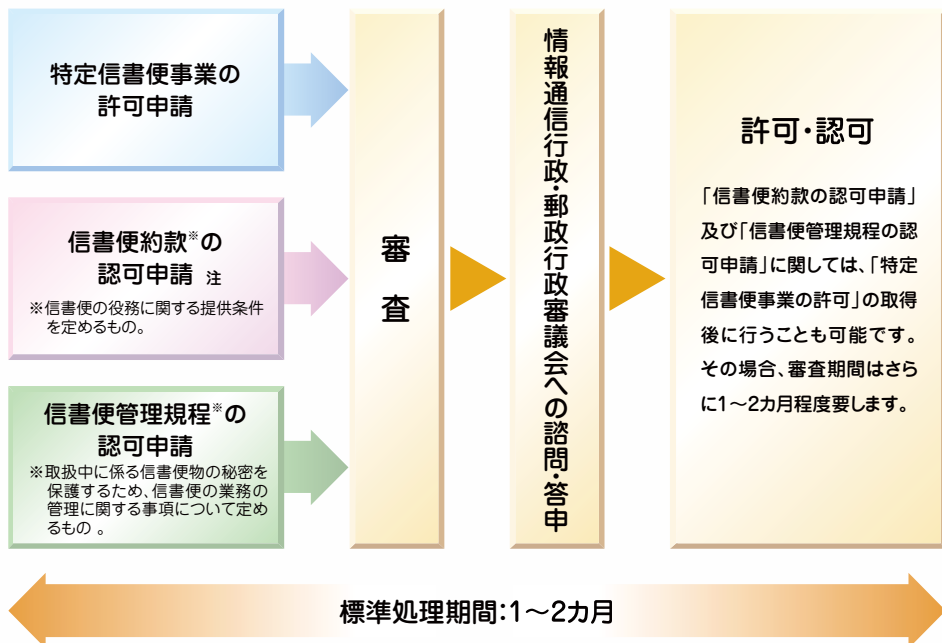 特定信書便事業の
許可申請
信書便約款※の
認可申請 注
※信書便の役務に関する提供条件
を定めるもの。
信書便管理規程※の
認可申請
※取扱中に係る信書便物の秘密を
保護するため、信書便の業務の
管理に関する事項について定め
るもの 。
審査
情報通信行政・郵政行政審議会への諮問・答申
許可・認可
「信書便約款の認可申請」
及び「信書便管理規程の認
可申請」に関しては、「特定
信書便事業の許可」の取得
後に行うことも可能です。
その場合、審査期間はさら
に1～2カ月程度要します。
標準処理期間：1～2カ月